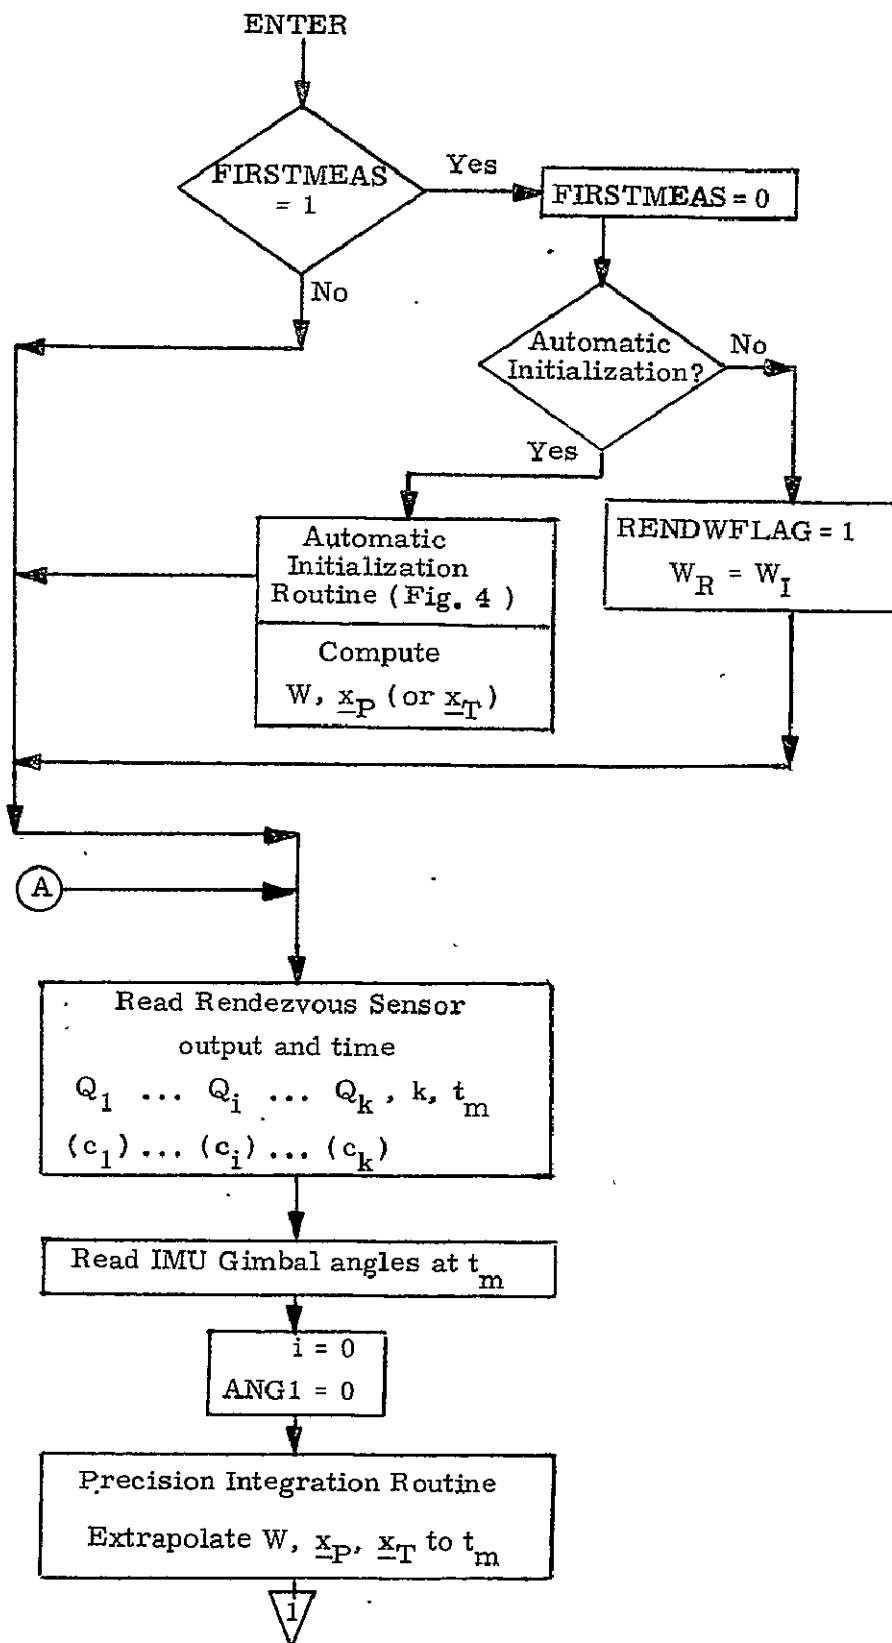 ENTER
FIRSTMEAS
= 1
Yes
FIRSTMEAS = 0
No
Automatic
Initialization?
No
Yes
Automatic
Initialization
Routine (Fig. 4 )
Compute
W, x_P (or x_T)
RENDWFLAG = 1
W_R = W_I
A
Read Rendezvous Sensor
output and time
Q_1 ... Q_i ... Q_k , k, t_m
(c_1) ... (c_i) ... (c_k)
Read IMU Gimbal angles at t_m
i = 0
ANG1 = 0
Precision Integration Routine
Extrapolate W, x_P, x_T to t_m
1